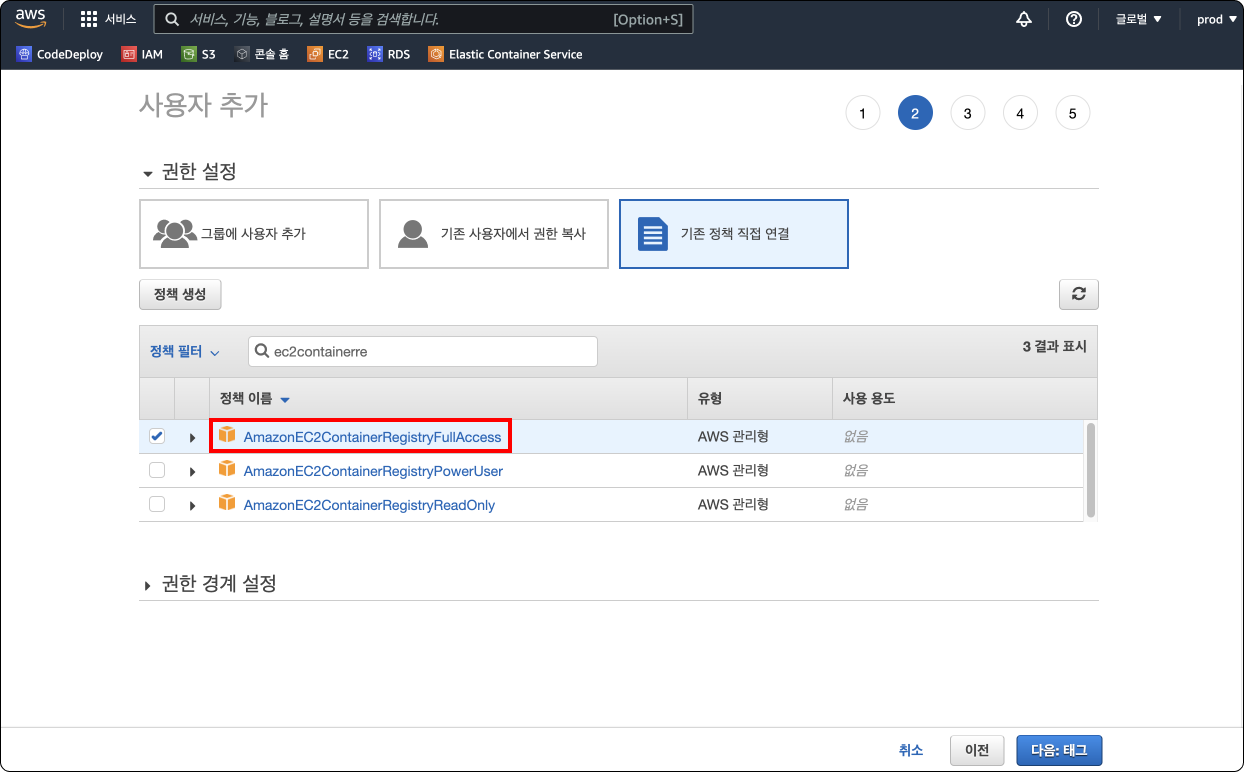 aws 서비스 서비스, 기능, 블로그, 설명서 등을 검색합니다. [Option+S] 글로벌 ▼ prod ▼
CodeDeploy IAM S3 콘솔 홈 EC2 RDS Elastic Container Service
사용자 추가
1 2 3 4 5
권한 설정
그룹에 사용자 추가 기존 사용자에서 권한 복사 기존 정책 직접 연결
정책 생성
정책 필터 ec2containerre 3 결과 표시
정책 이름 유형 사용 용도
AmazonEC2ContainerRegistryFullAccess AWS 관리형 없음
AmazonEC2ContainerRegistryPowerUser AWS 관리형 없음
AmazonEC2ContainerRegistryReadOnly AWS 관리형 없음
권한 경계 설정
취소 이전 다음: 태그